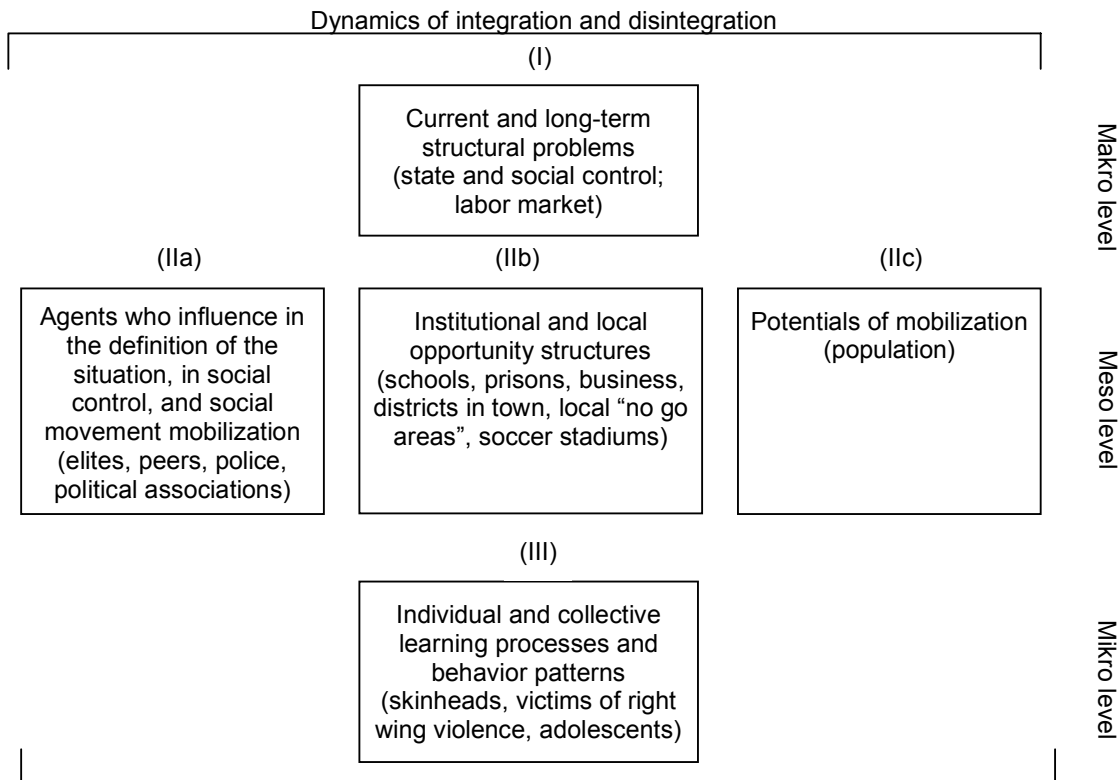 Dynamics of integration and disintegration
(I)
Current and long-term
structural problems
(state and social control;
labor market)
Makro level
(IIa)
(IIb)
(IIc)
Agents who influence in
the definition of the
situation, in social
control, and social
movement mobilization
(elites, peers, police,
political associations)
Institutional and local
opportunity structures
(schools, prisons, business,
districts in town, local “no go
areas”, soccer stadiums)
Potentials of mobilization
(population)
Meso level
(III)
Individual and collective
learning processes and
behavior patterns
(skinheads, victims of right
wing violence, adolescents)
Mikro level